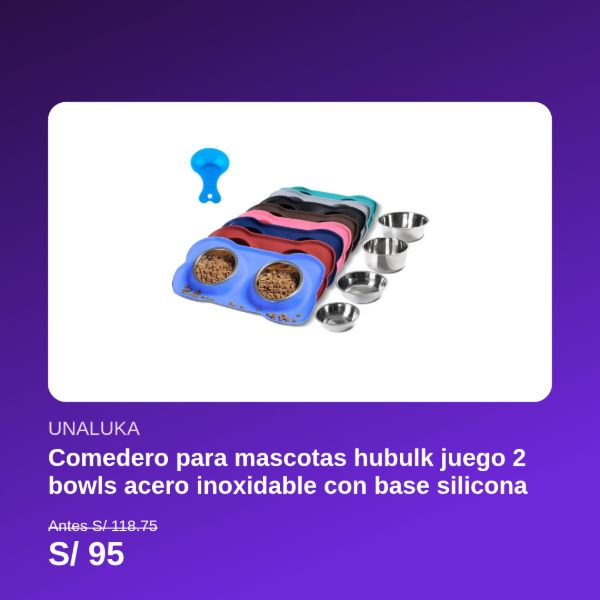 UNALUKA
Comedero para mascotas hubulk juego 2
bowls acero inoxidable con base silicona
Antes S/ 118.75
S/ 95